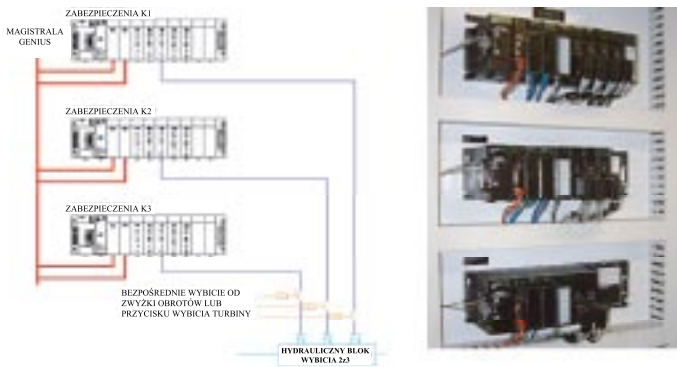 ZABEZPIECZENIA K1
MAGISTRALA
GENIUS
ZABEZPIECZENIA K2
ZABEZPIECZENIA K3
BEZPOŚREDNIE WYBICIE OD
ZWYŻKI OBROTÓW LUB
PRZYCISKU WYBICIA TURBINY
HYDRAULICZNY BLOK
WYBICIA 2z3